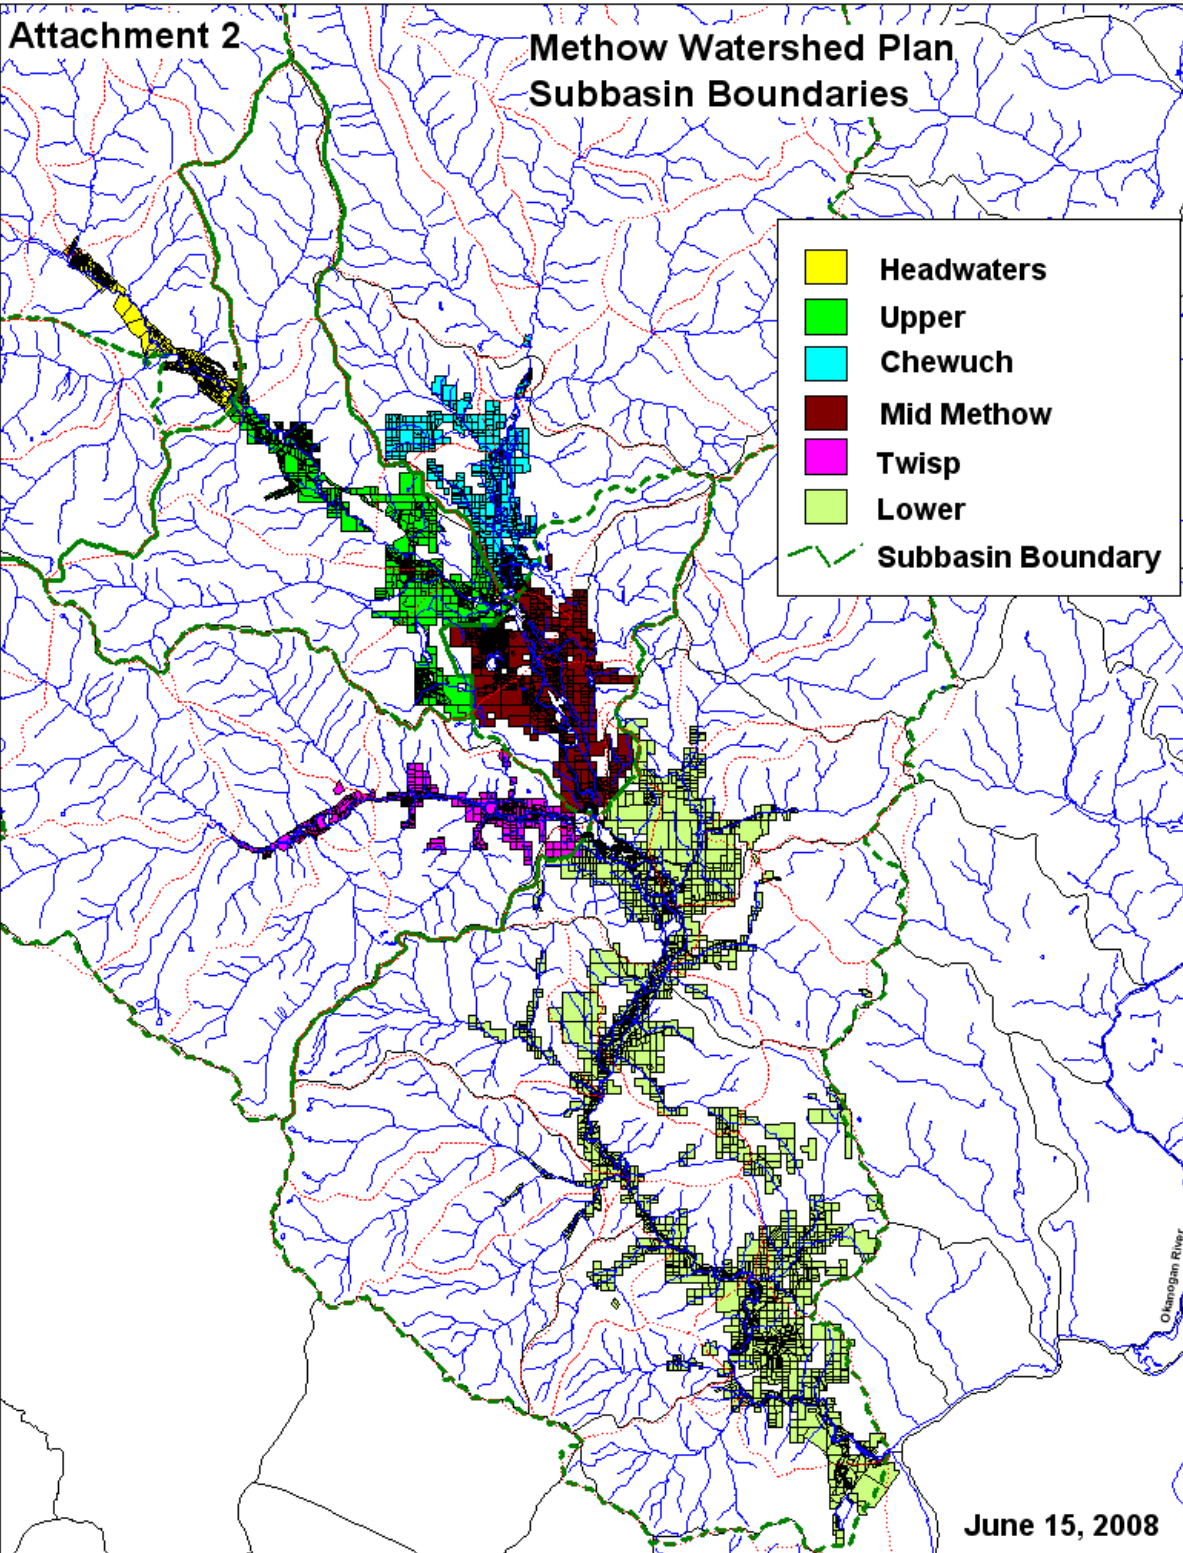 Attachment 2
Methow Watershed Plan
Subbasin Boundaries
Headwaters
Upper
Chewuch
Mid Methow
Twisp
Lower
Subbasin Boundary
Okanogan River
June 15, 2008